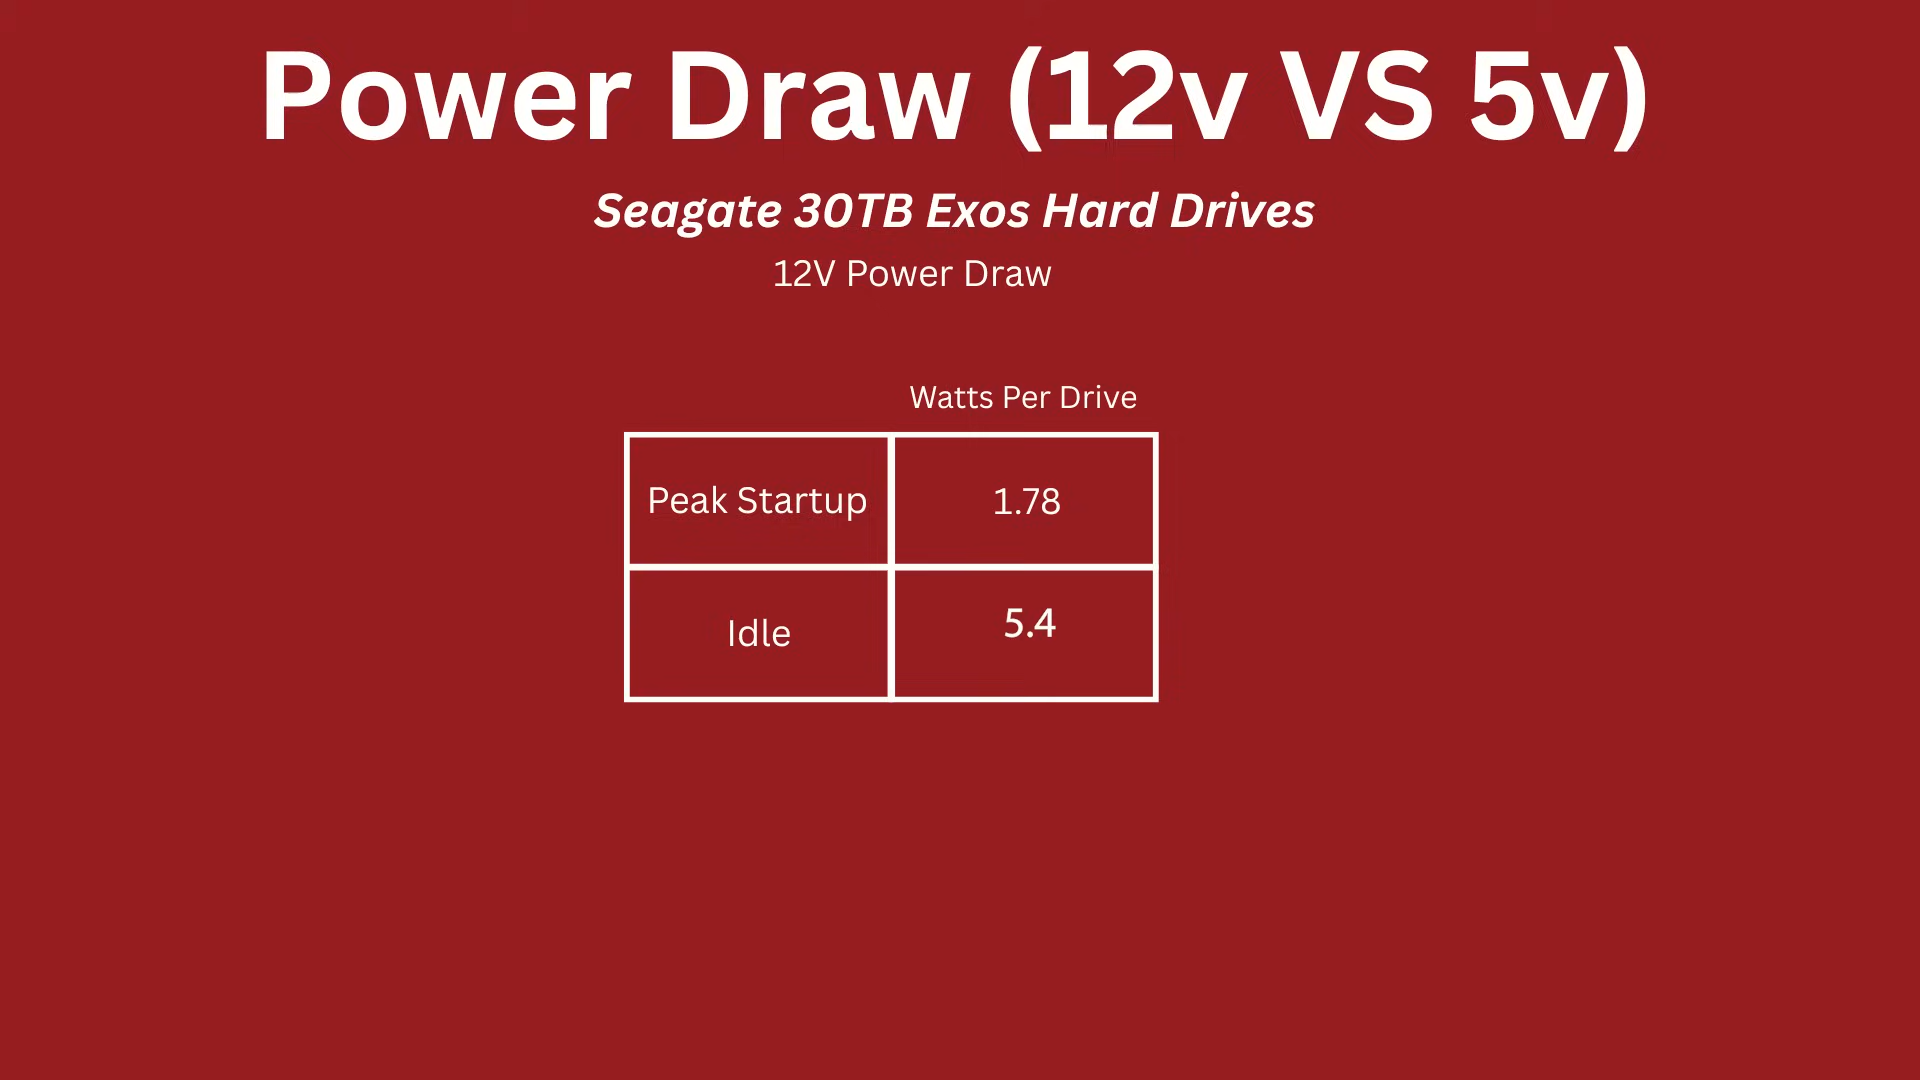 Power Draw (12v VS 5v)
Seagate 30TB Exos Hard Drives
12V Power Draw
Watts Per Drive
Peak Startup 1.78
Idle 5.4